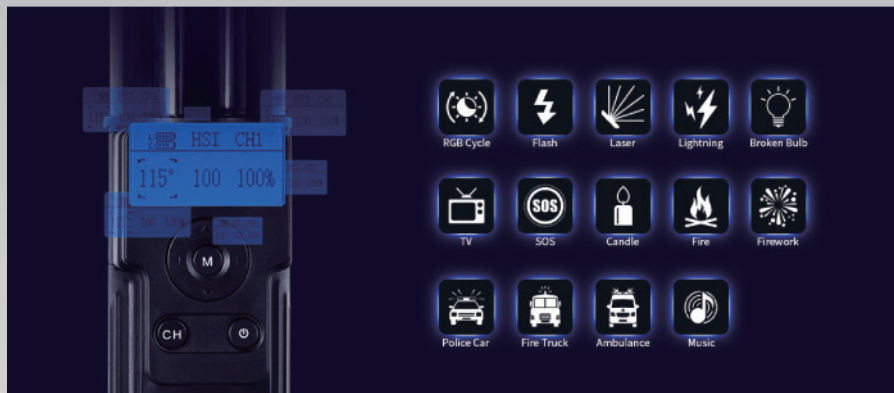 HSI CH1
115° 100 100%
M
CH
RGB Cycle Flash Laser Lightning Broken Bulb
SOS
TV SOS Candle Fire Firework
Police Car Fire Truck Ambulance Music